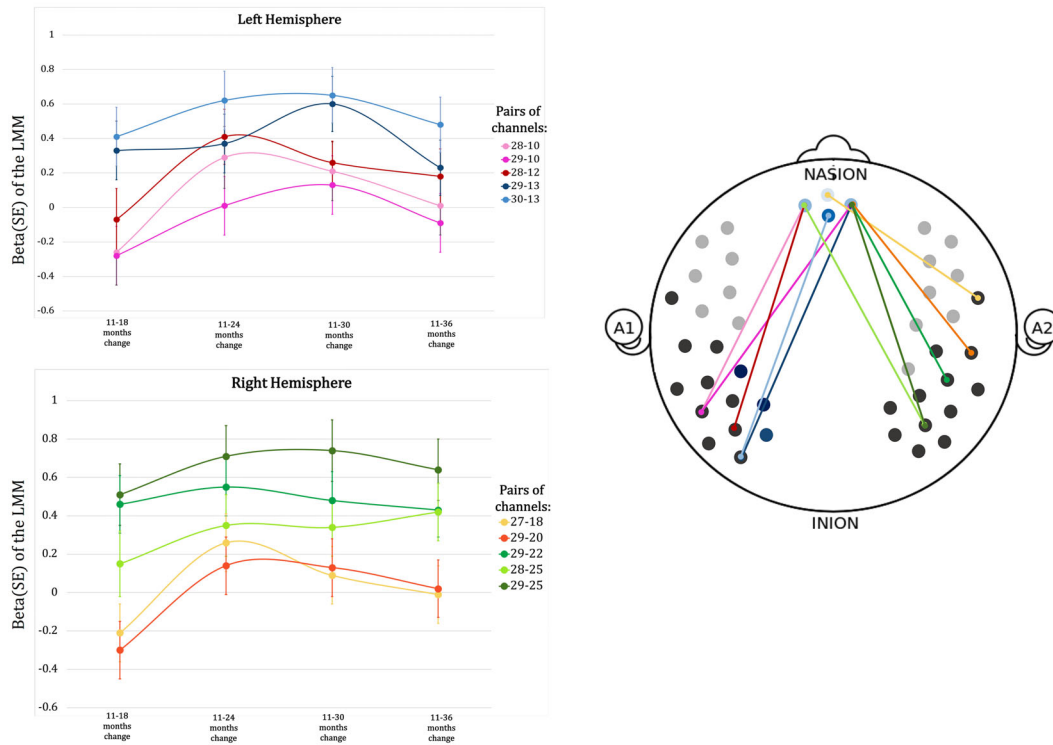 Left Hemisphere
Beta(SE) of the LMM
1
0.8
0.6
0.4
0.2
0
-0.2
-0.4
-0.6
11-18
months
change
11-24
months
change
11-30
months
change
11-36
months
change
Pairs of
channels:
28-10
29-10
28-12
29-13
30-13
Right Hemisphere
Beta(SE) of the LMM
1
0.8
0.6
0.4
0.2
0
-0.2
-0.4
-0.6
11-18
months
change
11-24
months
change
11-30
months
change
11-36
months
change
Pairs of
channels:
27-18
29-20
29-22
28-25
29-25
NASION
A1
A2
INION